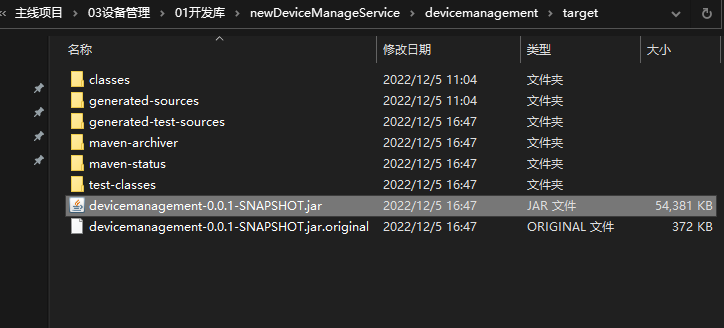 « 主线项目 > 03设备管理 > 01开发库 > newDeviceManageService > devicemanagement > target
名称 修改日期 类型 大小
classes 2022/12/5 11:04 文件夹
generated-sources 2022/12/5 11:04 文件夹
generated-test-sources 2022/12/5 16:47 文件夹
maven-archiver 2022/12/5 16:47 文件夹
maven-status 2022/12/5 16:47 文件夹
test-classes 2022/12/5 16:47 文件夹
devicemanagement-0.0.1-SNAPSHOT.jar 2022/12/5 16:47 JAR 文件 54,381 KB
devicemanagement-0.0.1-SNAPSHOT.jar.original 2022/12/5 16:47 ORIGINAL 文件 372 KB